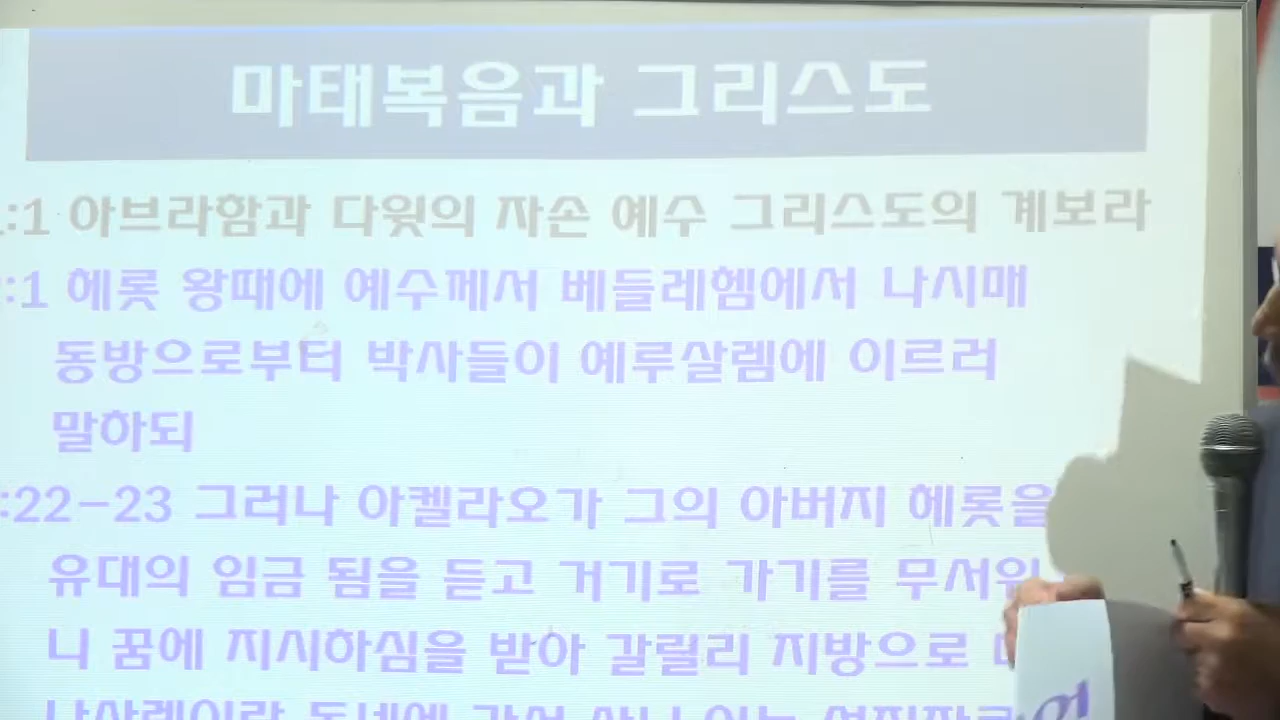 마태복음과 그리스도
:1 아브라함과 다윗의 자손 예수 그리스도의 계보라
:1 헤롯 왕때에 예수께서 베들레헴에서 나시매
동방으로부터 박사들이 예루살렘에 이르러
말하되
:22-23 그러나 아켈라오가 그의 아버지 헤롯을
유대의 임금 됨을 듣고 거기로 가기를 무서워
니 꿈에 지시하심을 받아 갈릴리 지방으로